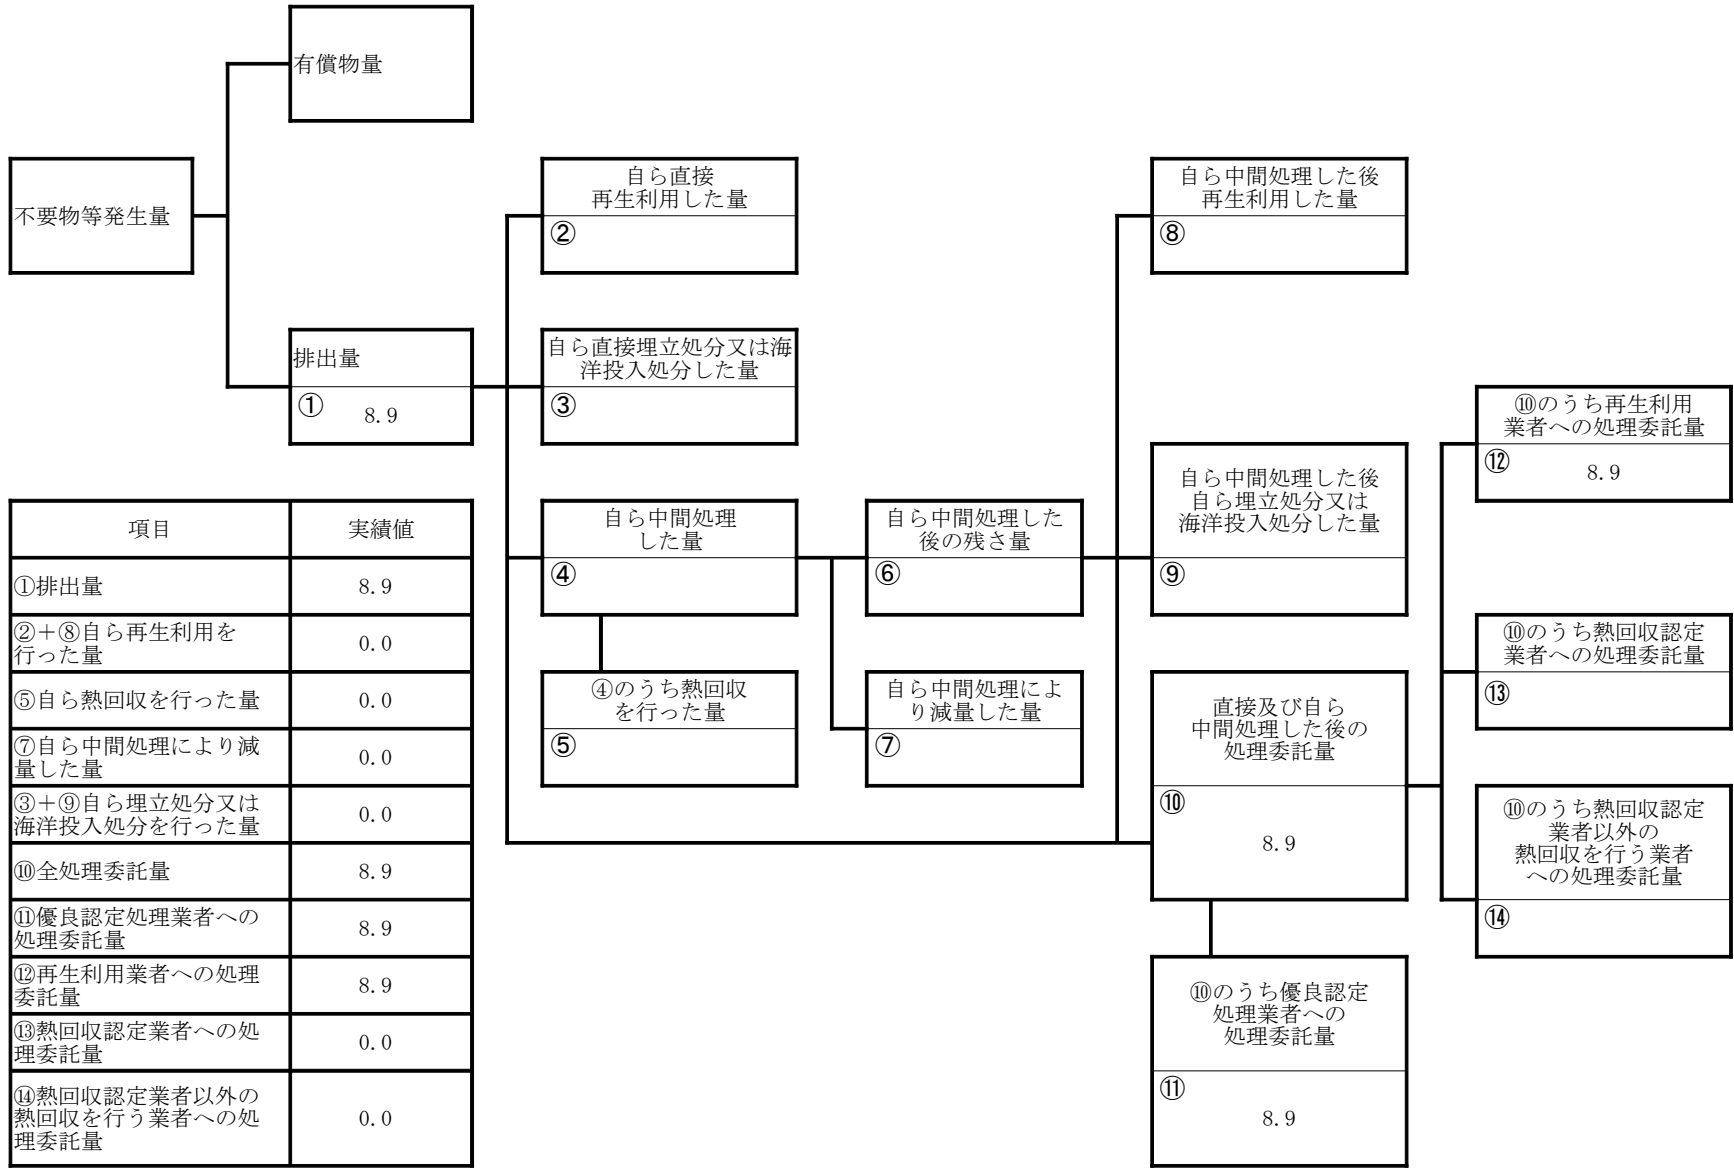 有償物量
不要物等発生量
自ら直接
再生利用した量
②
自ら中間処理した後
再生利用した量
⑧
排出量
①
8.9
自ら直接埋立処分又は海
洋投入処分した量
③
⑩のうち再生利用
業者への処理委託量
⑫
8.9
自ら中間処理
した量
④
自ら中間処理した
後の残さ量
⑥
自ら中間処理した後
自ら埋立処分又は
海洋投入処分した量
⑨
⑩のうち熱回収認定
業者への処理委託量
⑬
④のうち熱回収
を行った量
⑤
自ら中間処理によ
り減量した量
⑦
直接及び自ら
中間処理した後の
処理委託量
⑩
8.9
⑩のうち熱回収認定
業者以外の
熱回収を行う業者
への処理委託量
⑭
⑩のうち優良認定
処理業者への
処理委託量
⑪
8.9
項目 実績値
①排出量 8.9
②＋⑧自ら再生利用を
行った量 0.0
⑤自ら熱回収を行った量 0.0
⑦自ら中間処理により減
量した量 0.0
③＋⑨自ら埋立処分又は
海洋投入処分を行った量 0.0
⑩全処理委託量 8.9
⑪優良認定処理業者への
処理委託量 8.9
⑫再生利用業者への処理
委託量 8.9
⑬熱回収認定業者への処
理委託量 0.0
⑭熱回収認定業者以外の
熱回収を行う業者への処
理委託量 0.0